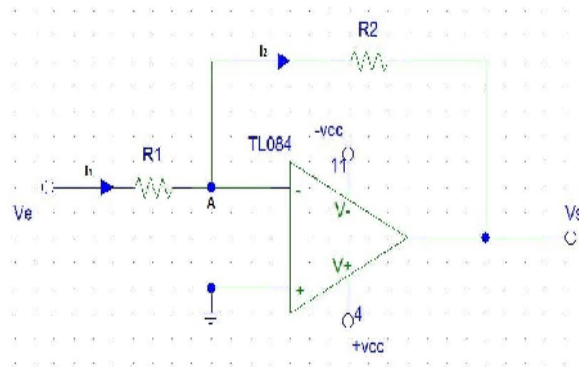 I₂
R2
-vcc
TL084
11
R1
I₁
V-
-
A
Ve
Vs
V+
+
4
+vcc